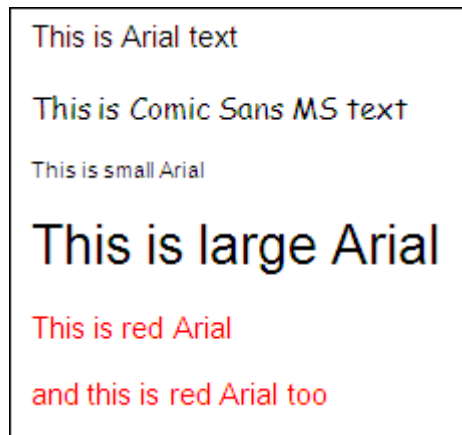 This is Arial text
This is Comic Sans MS text
This is small Arial
This is large Arial
This is red Arial
and this is red Arial too